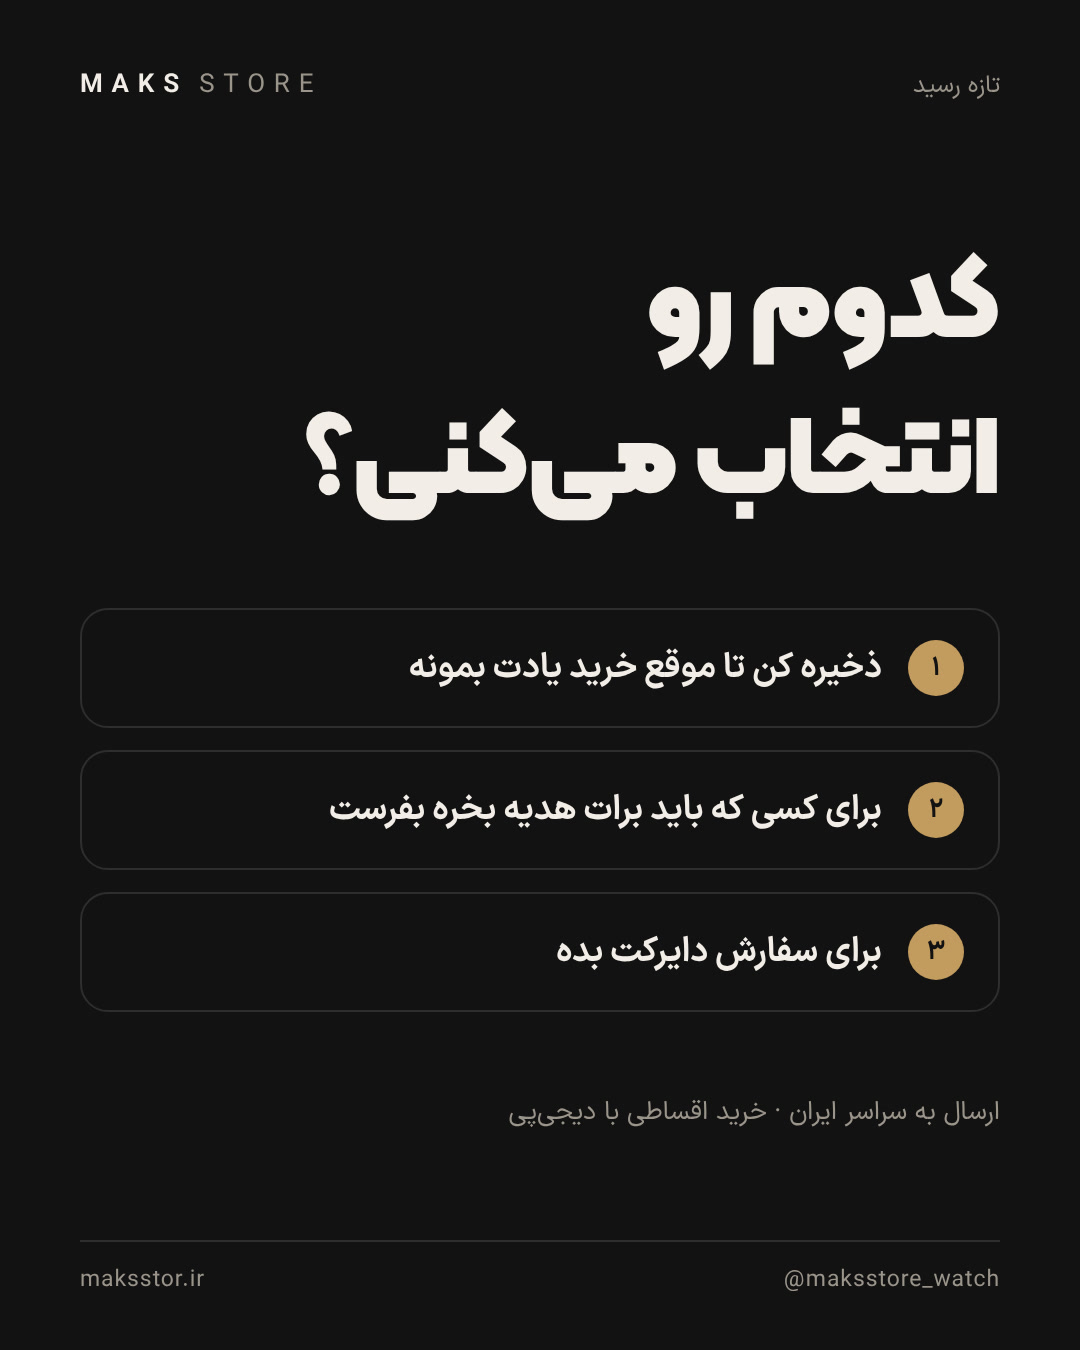 MAKS STORE
تازه رسید
کدوم رو
انتخاب می‌کنی؟
۱ ذخیره کن تا موقع خرید یادت بمونه
۲ برای کسی که باید برات هدیه بخره بفرست
۳ برای سفارش دایرکت بده
ارسال به سراسر ایران · خرید اقساطی با دیجی‌پی
maksstor.ir
@maksstore_watch